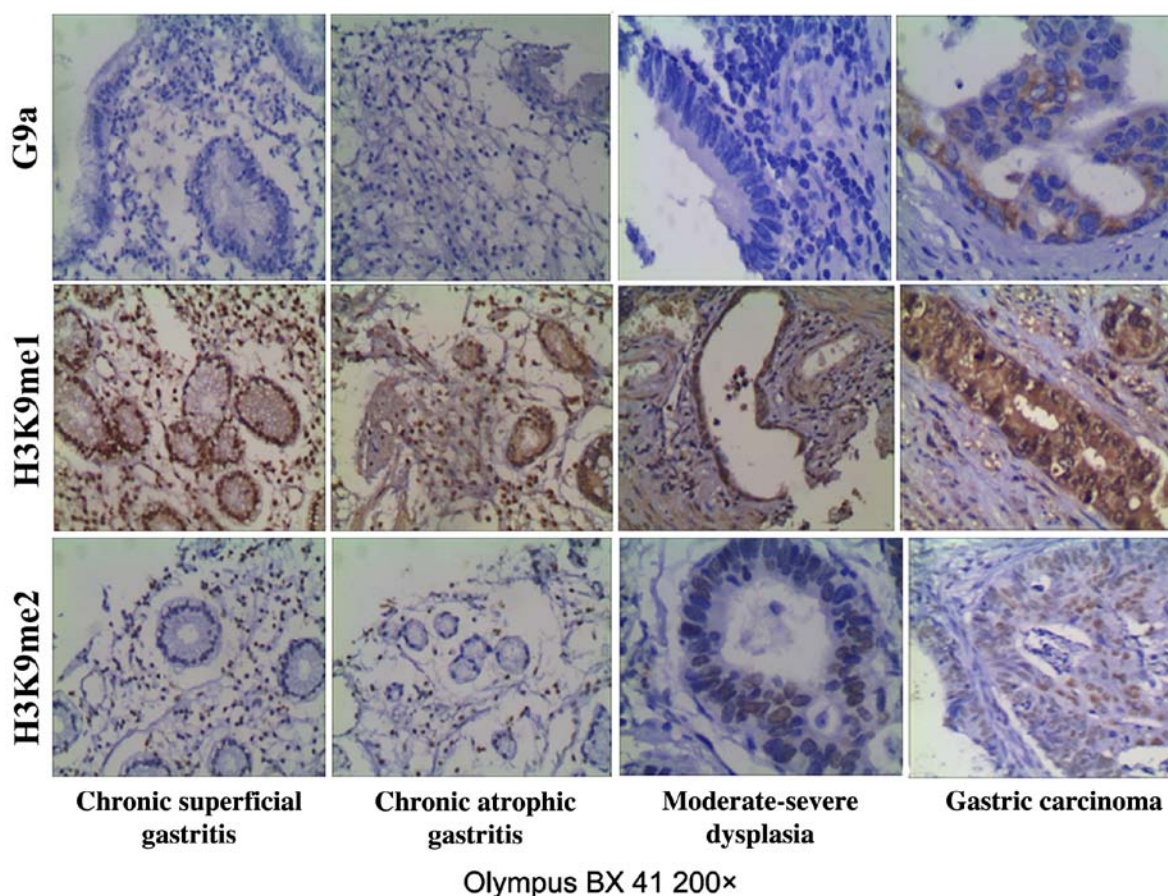 G9a
H3K9me1
H3K9me2
Chronic superficial
gastritis
Chronic atrophic
gastritis
Moderate-severe
dysplasia
Gastric carcinoma
Olympus BX 41 200×